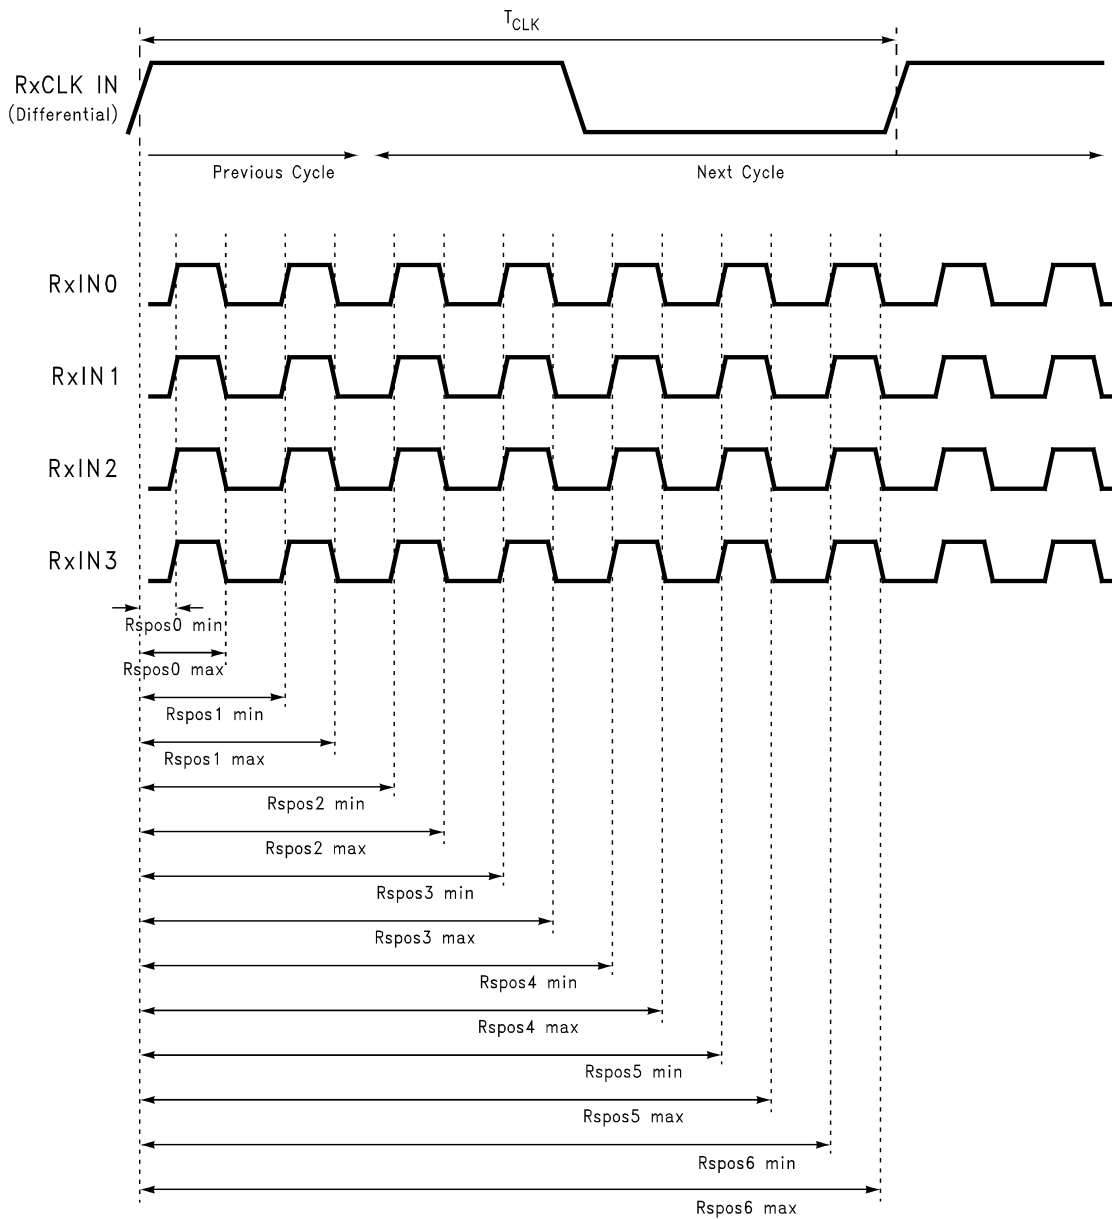 TCLK
RxCLK IN
(Differential)
Previous Cycle
Next Cycle
RxIN0
RxIN1
RxIN2
RxIN3
Rspos0 min
Rspos0 max
Rspos1 min
Rspos1 max
Rspos2 min
Rspos2 max
Rspos3 min
Rspos3 max
Rspos4 min
Rspos4 max
Rspos5 min
Rspos5 max
Rspos6 min
Rspos6 max